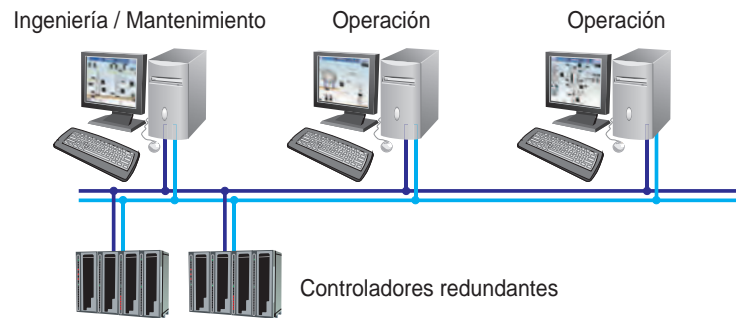 Ingeniería / Mantenimiento
Operación
Operación
Controladores redundantes